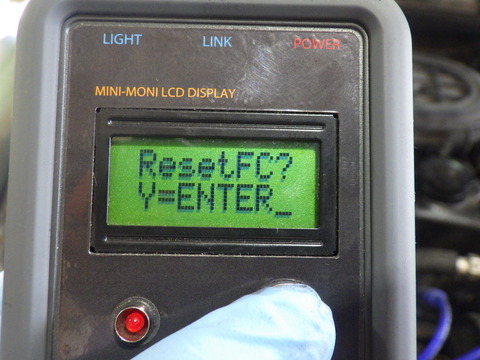 LIGHT LINK POWER
MINI-MONI LCD DISPLAY
ResetFC?
Y=ENTER_